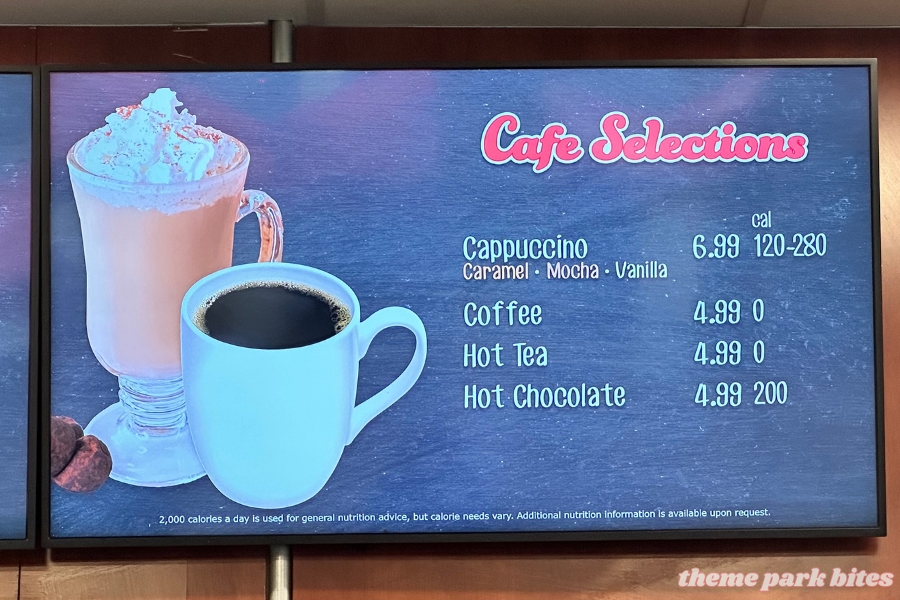 Cafe Selections
cal
Cappuccino 6.99 120-280
Caramel · Mocha · Vanilla
Coffee 4.99 0
Hot Tea 4.99 0
Hot Chocolate 4.99 200
2,000 calories a day is used for general nutrition advice, but calorie needs vary. Additional nutrition information is available upon request.
theme park bites